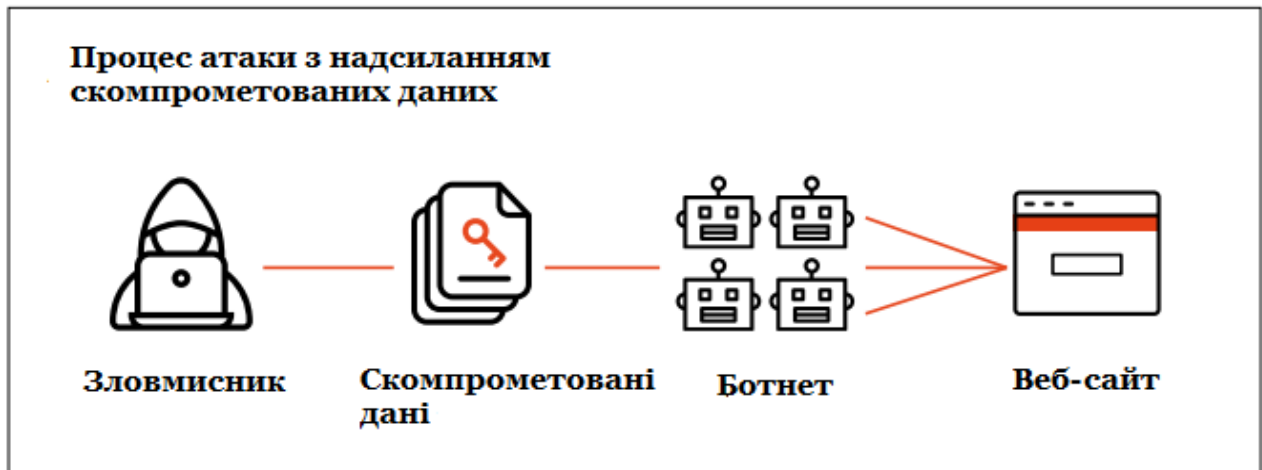 Процес атаки з надсиланням
скомпрометованих даних
Зловмисник
Скомпрометовані
дані
Ботнет
Веб-сайт